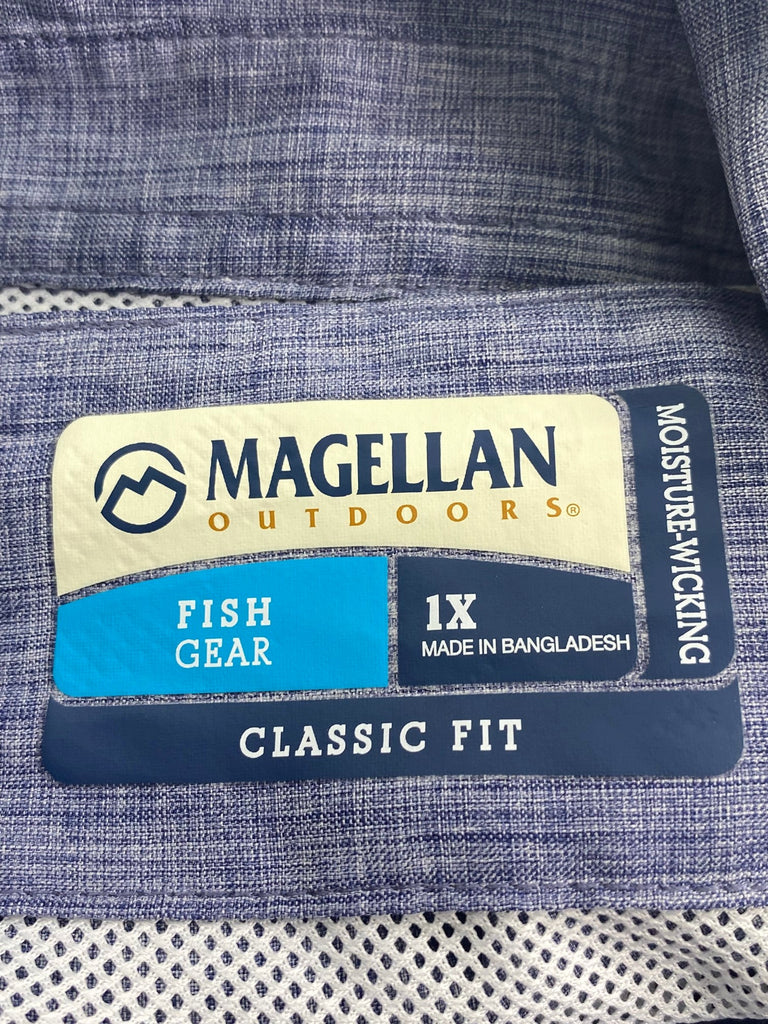 MAGELLAN
OUTDOORS®
FISH
GEAR
1X
MADE IN BANGLADESH
MOISTURE-WICKING
CLASSIC FIT